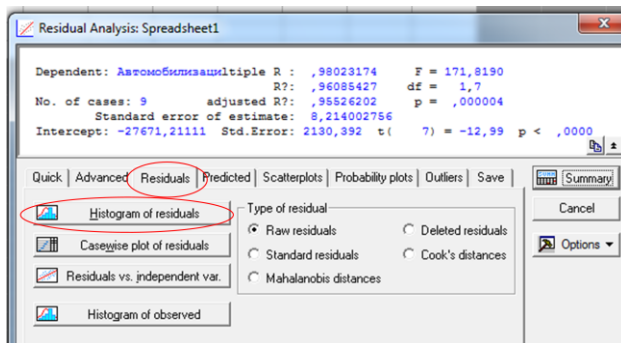 Residual Analysis: Spreadsheet1
Dependent: Автомобилизациltiple R : ,98023174 F = 171,8190
R?: ,96085427 df = 1,7
No. of cases: 9 adjusted R?: ,95526202 p = ,000004
Standard error of estimate: 8,214002756
Intercept: -27671,21111 Std.Error: 2130,392 t( 7) = -12,99 p < ,0000
Quick Advanced Residuals Predicted Scatterplots Probability plots Outliers Save
Summary
Cancel
Options
Histogram of residuals
Casewise plot of residuals
Residuals vs. independent var.
Histogram of observed
Type of residual
Raw residuals
Deleted residuals
Standard residuals
Cook's distances
Mahalanobis distances